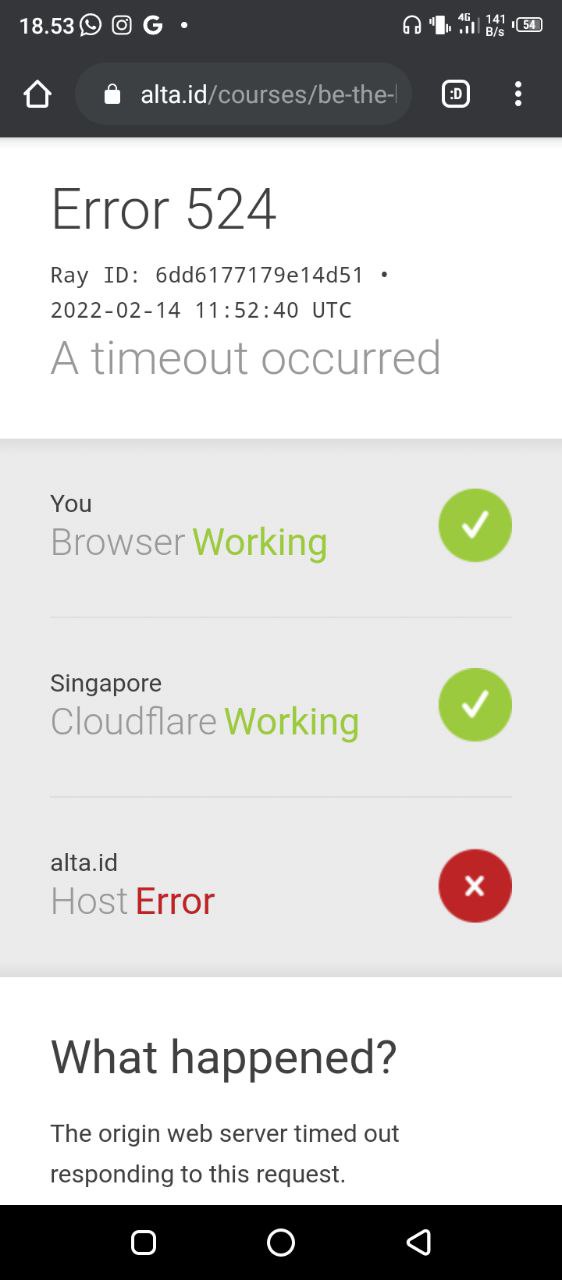 18.53 G 4G 141 B/s 54
alta.id/courses/be-the-
:D
Error 524
Ray ID: 6dd6177179e14d51 •
2022-02-14 11:52:40 UTC
A timeout occurred
You
Browser Working
Singapore
Cloudflare Working
alta.id
Host Error
What happened?
The origin web server timed out
responding to this request.